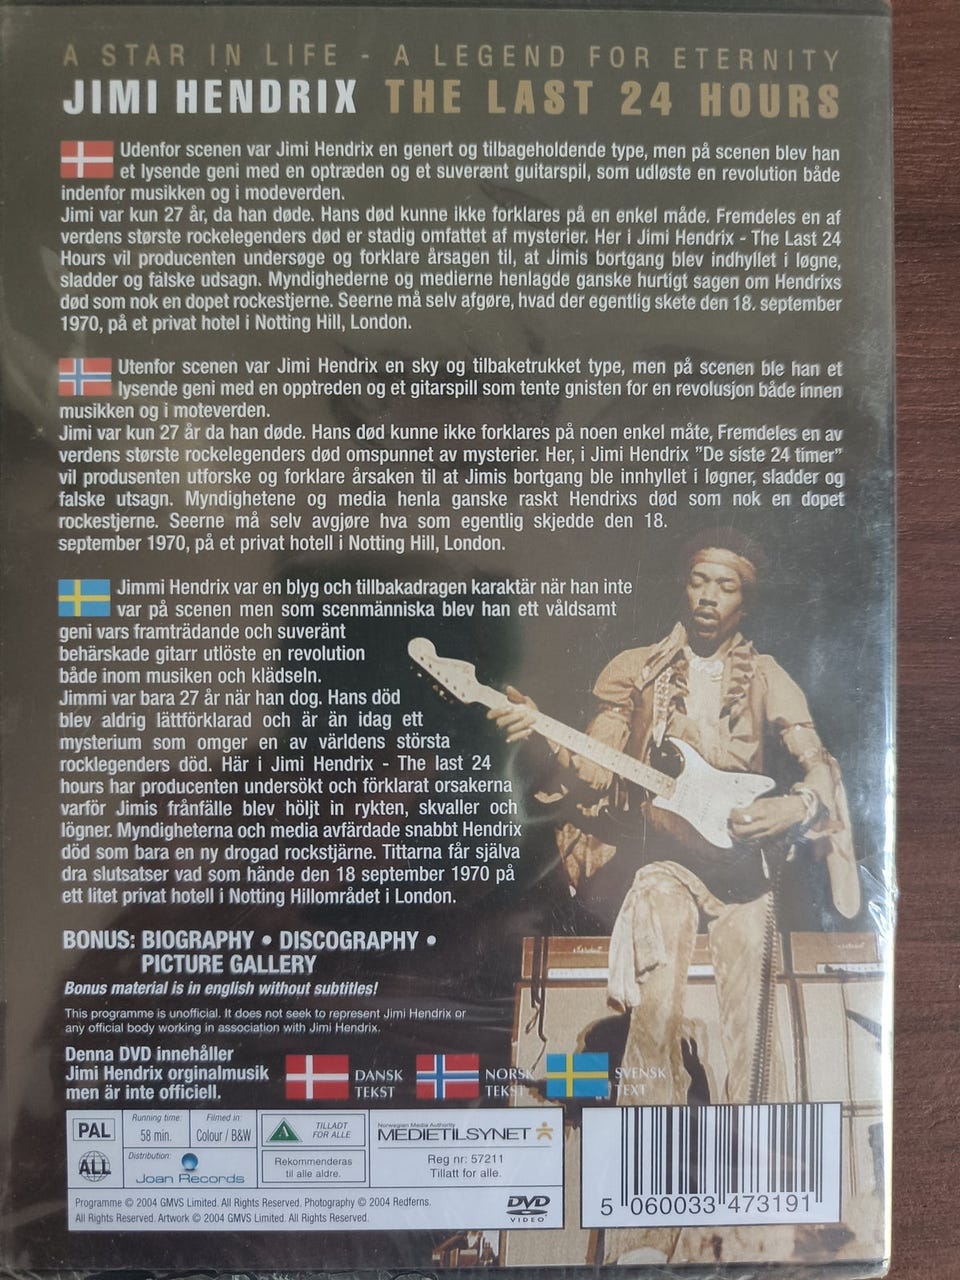 A STAR IN LIFE - A LEGEND FOR ETERNITY
JIMI HENDRIX THE LAST 24 HOURS
Udenfor scenen var Jimi Hendrix en genert og tilbageholdende type, men på scenen blev han
et lysende geni med en optræden og et suverænt guitarspil, som udløste en revolution både
indenfor musikken og i modeverden.
Jimi var kun 27 år, da han døde. Hans død kunne ikke forklares på en enkel måde. Fremdeles en af
verdens største rockelegenders død er stadig omfattet af mysterier. Her i Jimi Hendrix - The Last 24
Hours vil producenten undersøge og forklare årsagen til, at Jimis bortgang blev indhyllet i løgne,
sladder og falske udsagn. Myndighederne og medierne henlagde ganske hurtigt sagen om Hendrixs
død som nok en dopet rockestjerne. Seerne må selv afgøre, hvad der egentlig skete den 18. september
1970, på et privat hotel i Notting Hill, London.
Utenfor scenen var Jimi Hendrix en sky og tilbaketrukket type, men på scenen ble han et
lysende geni med en opptreden og et gitarspill som tente gnisten for en revolusjon både innen
musikken og i moteverden.
Jimi var kun 27 år da han døde. Hans død kunne ikke forklares på noen enkel måte, Fremdeles en av
verdens største rockelegenders død omspunnet av mysterier. Her, i Jimi Hendrix ”De siste 24 timer”
vil produsenten utforske og forklare årsaken til at Jimis bortgang ble innhyllet i løgner, sladder og
falske utsagn. Myndighetene og media henla ganske raskt Hendrixs død som nok en dopet
rockestjerne. Seerne må selv avgjøre hva som egentlig skjedde den 18.
september 1970, på et privat hotell i Notting Hill, London.
Jimmi Hendrix var en blyg och tillbakadragen karaktär när han inte
var på scenen men som scenmänniska blev han ett våldsamt
geni vars framträdande och suveränt
behärskade gitarr utlöste en revolution
både inom musiken och klädseln.
Jimmi var bara 27 år när han dog. Hans död
blev aldrig lättförklarad och är än idag ett
mysterium som omger en av världens största
rocklegenders död. Här i Jimi Hendrix - The last 24
hours har producenten undersökt och förklarat orsakerna
varför Jimis frånfälle blev höljt in rykten, skvaller och
lögner. Myndigheterna och media avfärdade snabbt Hendrix
död som bara en ny drogad rockstjärne. Tittarna får själva
dra slutsatser vad som hände den 18 september 1970 på
ett litet privat hotell i Notting Hillområdet i London.
BONUS: BIOGRAPHY • DISCOGRAPHY •
PICTURE GALLERY
Bonus material is in english without subtitles!
This programme is unofficial. It does not seek to represent Jimi Hendrix or
any official body working in association with Jimi Hendrix.
Denna DVD innehåller
Jimi Hendrix orginalmusik
men är inte officiell.
DANSK
TEKST
NORSK
TEKST
SVENSK
TEXT
PAL
ALL
Running time:
58 min.
Filmed in:
Colour / B&W
Distribution:
Joan Records
A
TILLADT
FOR ALLE
Rekommenderas
til alle aldre.
Norwegian Media Authority
MEDIETILSYNET
Reg nr: 57211
Tillatt for alle.
Programme © 2004 GMVS Limited. All Rights Reserved. Photography © 2004 Redferns.
All Rights Reserved. Artwork © 2004 GMVS Limited. All Rights Reserved.
DVD
VIDEO
5 060033 473191